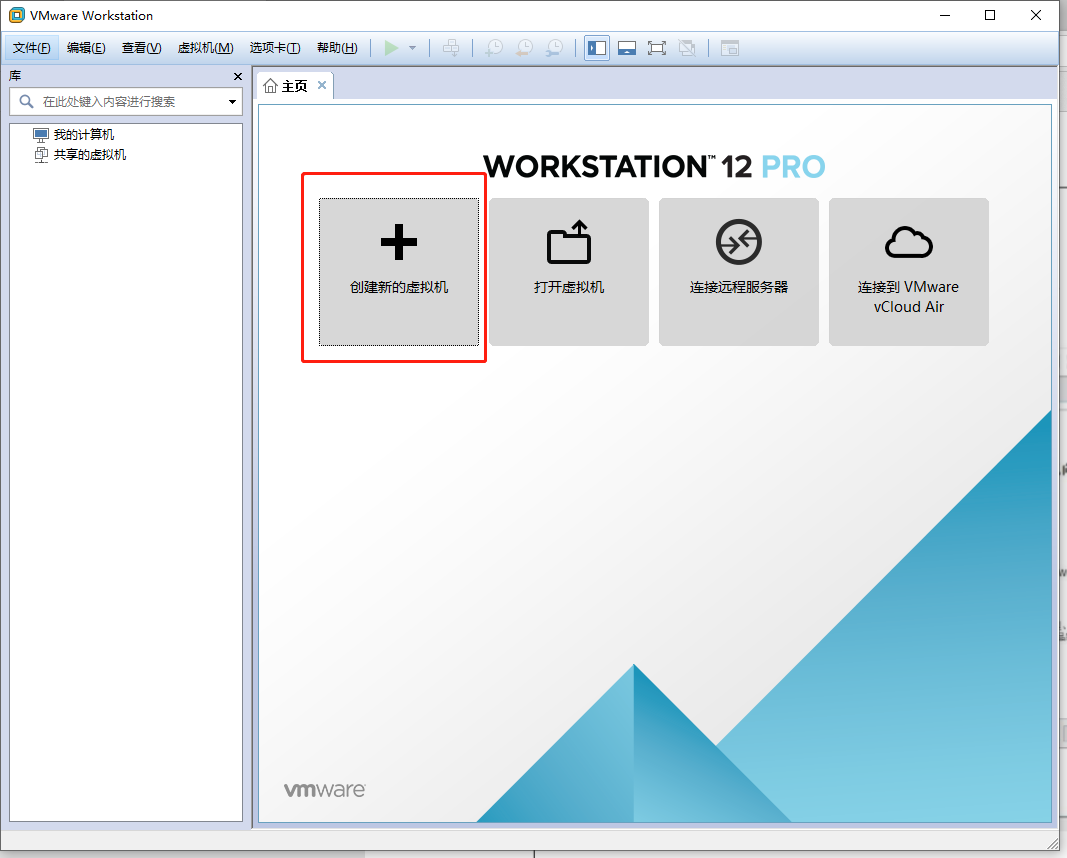 VMware Workstation
文件(F) 编辑(E) 查看(V) 虚拟机(M) 选项卡(T) 帮助(H)
库
在此处键入内容进行搜索
我的计算机
共享的虚拟机
主页
WORKSTATION™ 12 PRO
创建新的虚拟机
打开虚拟机
连接远程服务器
连接到 VMware
vCloud Air
vmware